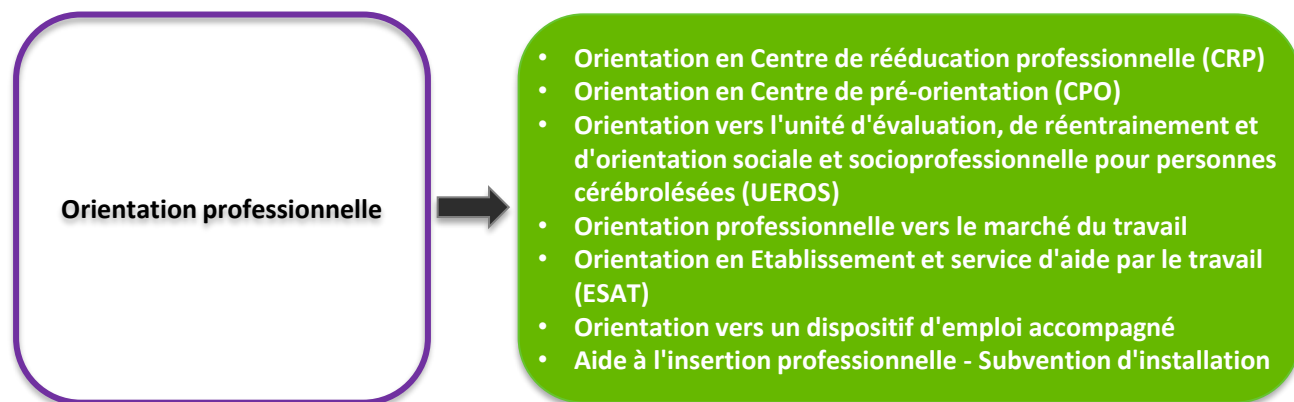 Orientation professionnelle
• Orientation en Centre de rééducation professionnelle (CRP)
• Orientation en Centre de pré-orientation (CPO)
• Orientation vers l'unité d'évaluation, de réentrainement et
d'orientation sociale et socioprofessionnelle pour personnes
cérébrolésées (UEROS)
• Orientation professionnelle vers le marché du travail
• Orientation en Etablissement et service d'aide par le travail
(ESAT)
• Orientation vers un dispositif d'emploi accompagné
• Aide à l'insertion professionnelle - Subvention d'installation